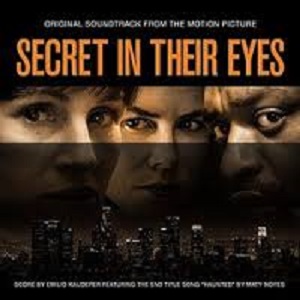 ORIGINAL SOUNDTRACK FROM THE MOTION PICTURE
SECRET IN THEIR EYES
SCORE BY EMILIO KAUDERER FEATURING THE END TITLE SONG "HAUNTED" BY MATY NOYES